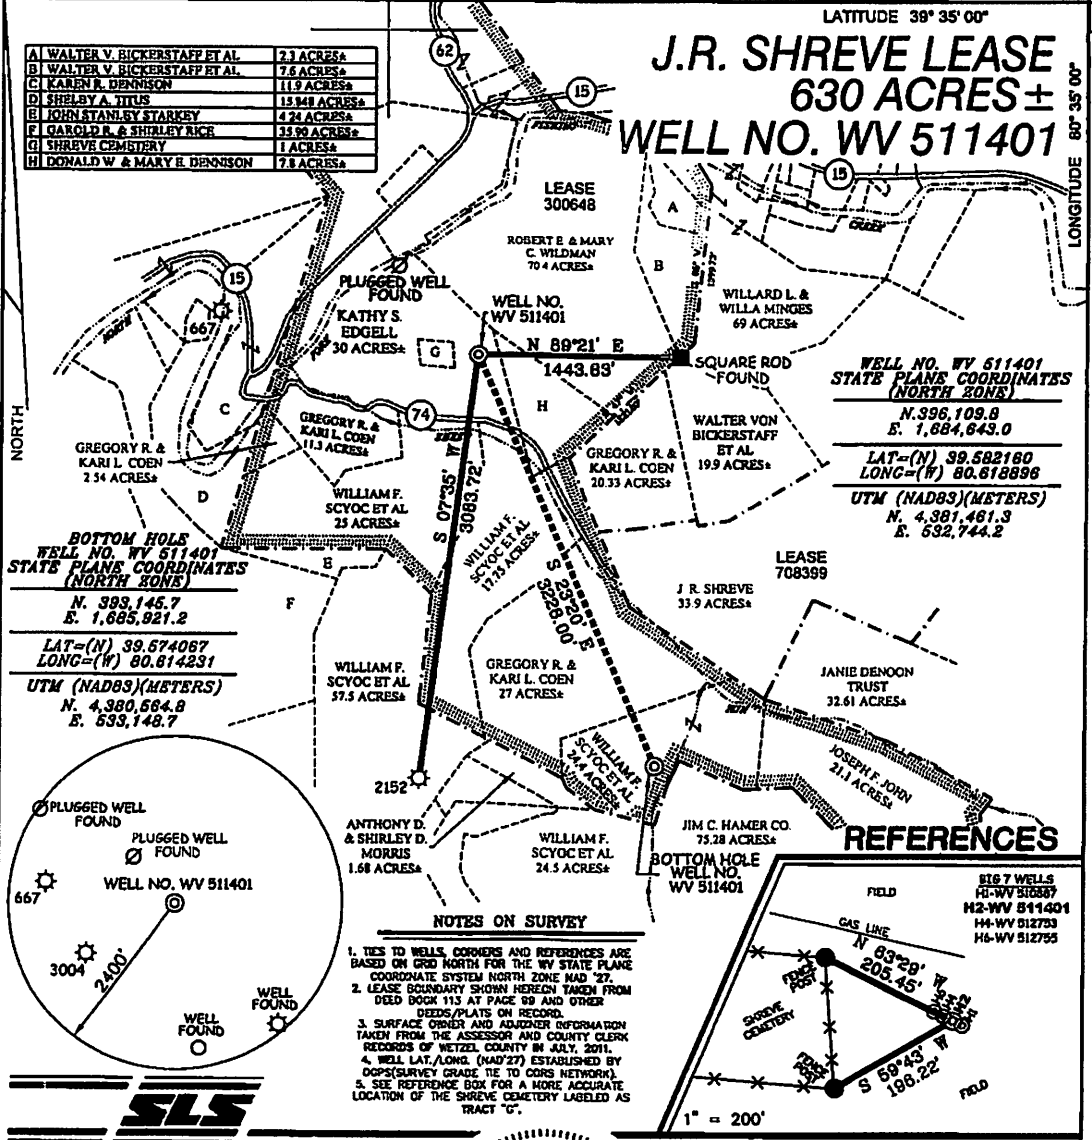 LATITUDE 39° 35' 00"
J.R. SHREVE LEASE
630 ACRES ±
WELL NO. WV 511401
LONGITUDE 80° 35' 00"
A WALTER V. BICKERSTAFF ET AL 2.3 ACRES±
B WALTER V. BICKERSTAFF ET AL. 7.6 ACRES±
C KAREN R. DENNISON 11.9 ACRES±
D SHELBY A. TITUS 15.848 ACRES±
E JOHN STANLEY STARKEY 4.24 ACRES±
F GAROLD R. & SHIRLEY RICE 35.90 ACRES±
G SHREVE CEMETERY 1 ACRES±
H DONALD W & MARY E. DENNISON 7.8 ACRES±
62
15
15
CREEK
LEASE
300648
A
ROBERT E & MARY
C. WILDMAN
70 4 ACRES±
B
WILLARD L. &
WILLA MINGES
69 ACRES±
15
NORTH
667
PLUGGED WELL
FOUND
KATHY S.
EDGELL
30 ACRES±
FORK
G
WELL NO.
WV 511401
N 89°21' E
1443.63'
SQUARE ROD
FOUND
WELL NO. WV 511401
STATE PLANE COORDINATES
(NORTH ZONE)
N.396,109.8
E. 1,684,643.0
LAT=(N) 39.582160
LONG=(W) 80.618896
UTM (NAD83)(METERS)
N. 4,381,461.3
E. 532,744.2
NORTH
C
GREGORY R. &
KARI L. COEN
2 54 ACRES±
D
GREGORY R. &
KARI L. COEN
11.3 ACRES±
74
H
GREGORY R. &
KARI L. COEN
20.33 ACRES±
WALTER VON
BICKERSTAFF
ET AL
19.9 ACRES±
WILLIAM F.
SCYOC ET AL
25 ACRES±
S 07°35' W
3083.72'
WILLIAM F.
SCYOC ET AL
17.75 ACRES±
S 23°20' E
3228.00'
LEASE
708399
J R. SHREVE
33.9 ACRES±
E
F
BOTTOM HOLE
WELL NO. WV 511401
STATE PLANE COORDINATES
(NORTH ZONE)
N. 393,145.7
E. 1,685,921.2
LAT=(N) 39.574067
LONG=(W) 80.614231
UTM (NAD83)(METERS)
N. 4,380,564.8
E. 533,148.7
WILLIAM F.
SCYOC ET AL
57.5 ACRES±
GREGORY R. &
KARI L. COEN
27 ACRES±
JANIE DENOON
TRUST
32.61 ACRES±
RUN
WILLIAM F.
SCYOC ET AL
24.4 ACRES±
JOSEPH F. JOHN
21.1 ACRES±
2152
ANTHONY D.
& SHIRLEY D.
MORRIS
1.68 ACRES±
WILLIAM F.
SCYOC ET AL
24.5 ACRES±
JIM C. HAMER CO.
75.28 ACRES±
BOTTOM HOLE
WELL NO.
WV 511401
PLUGGED WELL
FOUND
PLUGGED WELL
FOUND
667
WELL NO. WV 511401
3004
2400'
WELL
FOUND
WELL
FOUND
SLS
NOTES ON SURVEY
1. TIES TO WELLS, CORNERS AND REFERENCES ARE
BASED ON GRID NORTH FOR THE WV STATE PLANE
COORDINATE SYSTEM NORTH ZONE NAD '27.
2. LEASE BOUNDARY SHOWN HEREON TAKEN FROM
DEED BOOK 113 AT PAGE 99 AND OTHER
DEEDS/PLATS ON RECORD.
3. SURFACE OWNER AND ADJOINER INFORMATION
TAKEN FROM THE ASSESSOR AND COUNTY CLERK
RECORDS OF WETZEL COUNTY IN JULY, 2011.
4. WELL LAT./LONG. (NAD'27) ESTABLISHED BY
DGPS(SURVEY GRADE TIE TO CORS NETWORK).
5. SEE REFERENCE BOX FOR A MORE ACCURATE
LOCATION OF THE SHREVE CEMETERY LABELED AS
TRACT "G".
REFERENCES
BIG 7 WELLS
H2-WV 511401
H4-WV 512753
H6-WV 512755
FIELD
GAS LINE
N 83°29' W
205.45'
FENCE
POST
SHREVE
CEMETERY
FENCE
POST
S 59°43' W
196.22'
FIELD
1" = 200'